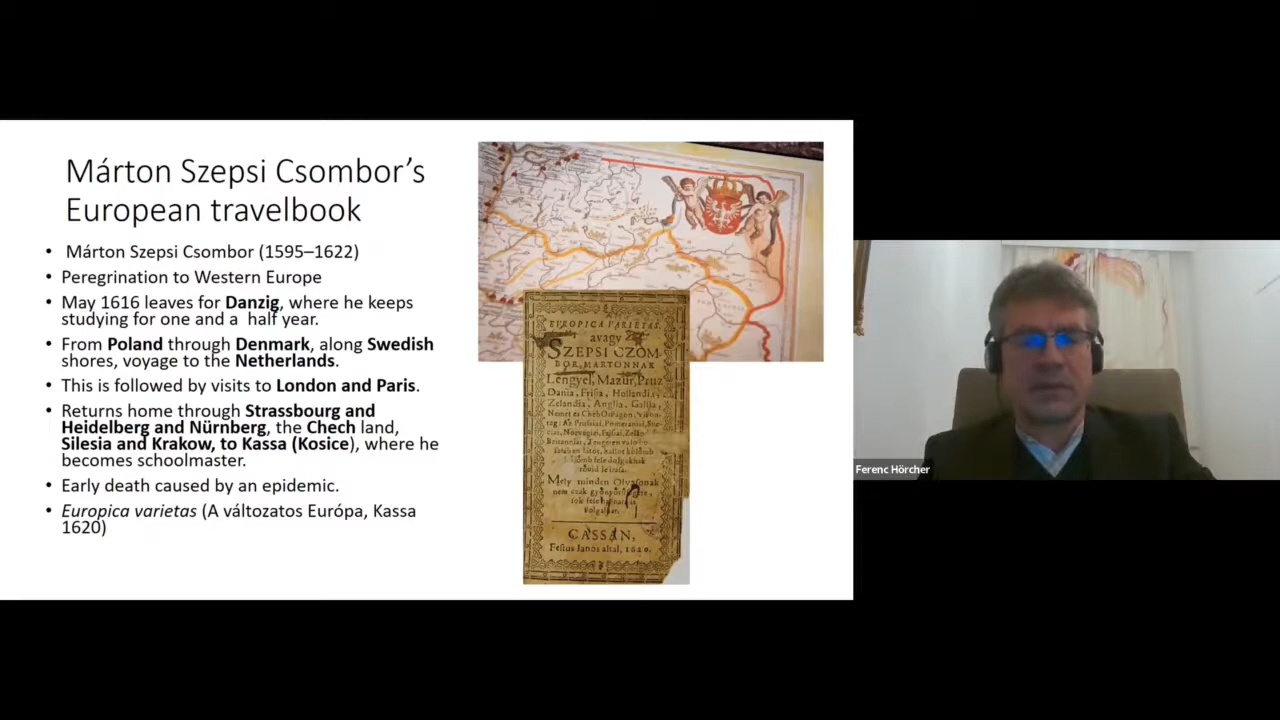 Márton Szepsi Csombor’s
European travelbook
• Márton Szepsi Csombor (1595–1622)
• Peregrination to Western Europe
• May 1616 leaves for Danzig, where he keeps
studying for one and a half year.
• From Poland through Denmark, along Swedish
shores, voyage to the Netherlands.
• This is followed by visits to London and Paris.
• Returns home through Strassbourg and
Heidelberg and Nürnberg, the Chech land,
Silesia and Krakow, to Kassa (Kosice), where he
becomes schoolmaster.
• Early death caused by an epidemic.
• Europica varietas (A változatos Európa, Kassa
1620)
EUROPICA VARIETAS,
avagy
SZEPSI CZOM
BOR MARTONNAK
Lengyel, Mazur, Pruz
Dania, Frisia, Hollandia,
Zelandia, Anglia, Gallia,
Mely minden Olvasonak
nem csak
CASSAN,
Ferenc Hörcher